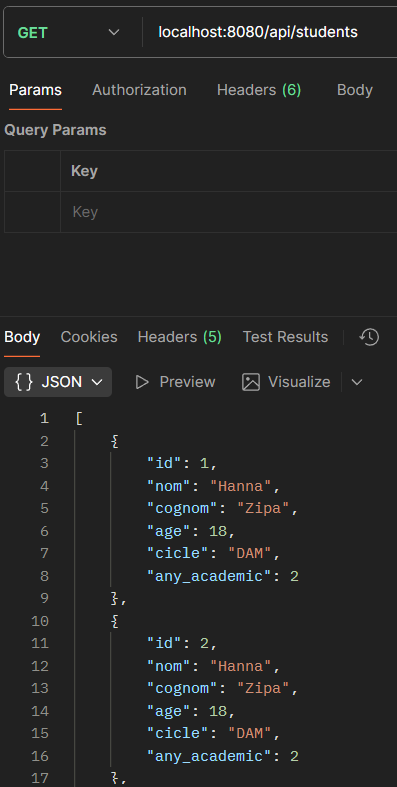 GET localhost:8080/api/students
Params Authorization Headers (6) Body
Query Params
Key
Key
Body Cookies Headers (5) Test Results
{} JSON Preview Visualize
1 [
2 {
3 "id": 1,
4 "nom": "Hanna",
5 "cognom": "Zipa",
6 "age": 18,
7 "cicle": "DAM",
8 "any_academic": 2
9 },
10 {
11 "id": 2,
12 "nom": "Hanna",
13 "cognom": "Zipa",
14 "age": 18,
15 "cicle": "DAM",
16 "any_academic": 2
17 },